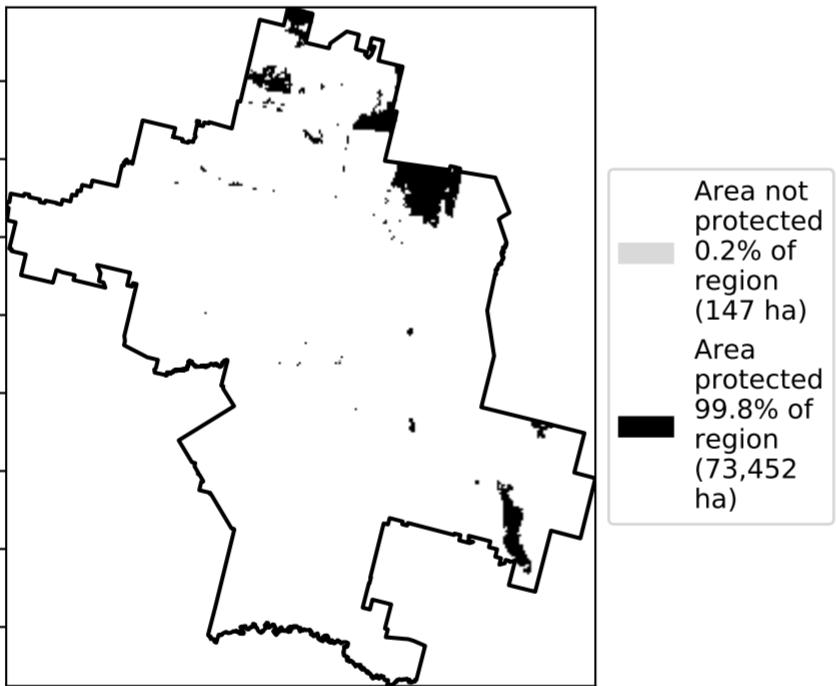 Area not
protected
0.2% of
region
(147 ha)
Area
protected
99.8% of
region
(73,452
ha)